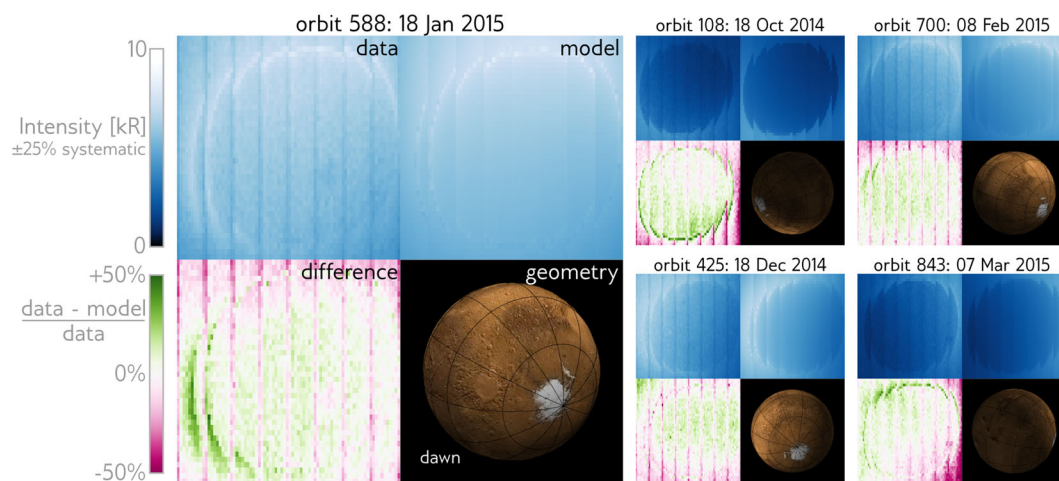 orbit 588: 18 Jan 2015
data
model
10
Intensity [kR]
±25% systematic
0
difference
geometry
+50%
data - model
data
0%
-50%
dawn
orbit 108: 18 Oct 2014
orbit 700: 08 Feb 2015
orbit 425: 18 Dec 2014
orbit 843: 07 Mar 2015